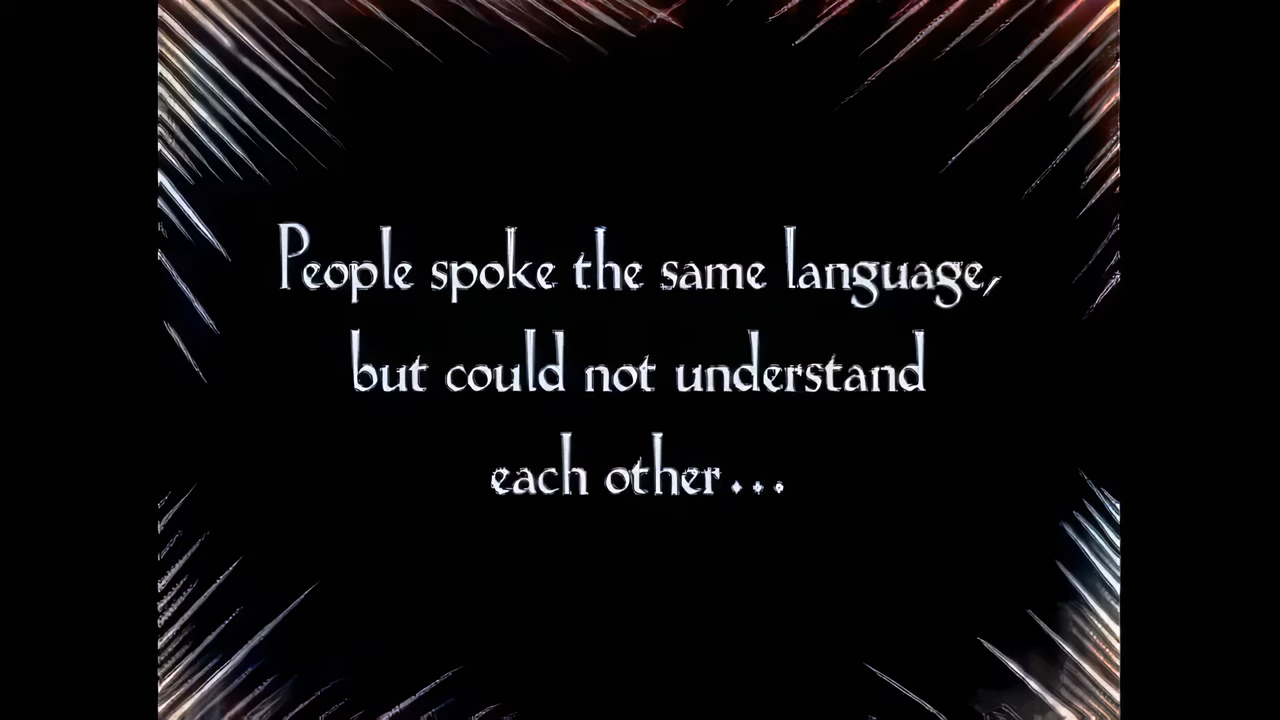 People spoke the same language,
but could not understand
each other...